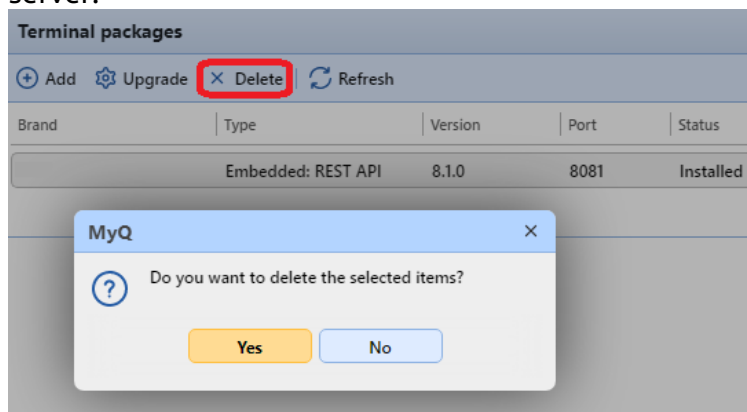 server.
Terminal packages
Add Upgrade Delete Refresh
Brand Type Version Port Status
Embedded: REST API 8.1.0 8081 Installed
MyQ
Do you want to delete the selected items?
Yes No